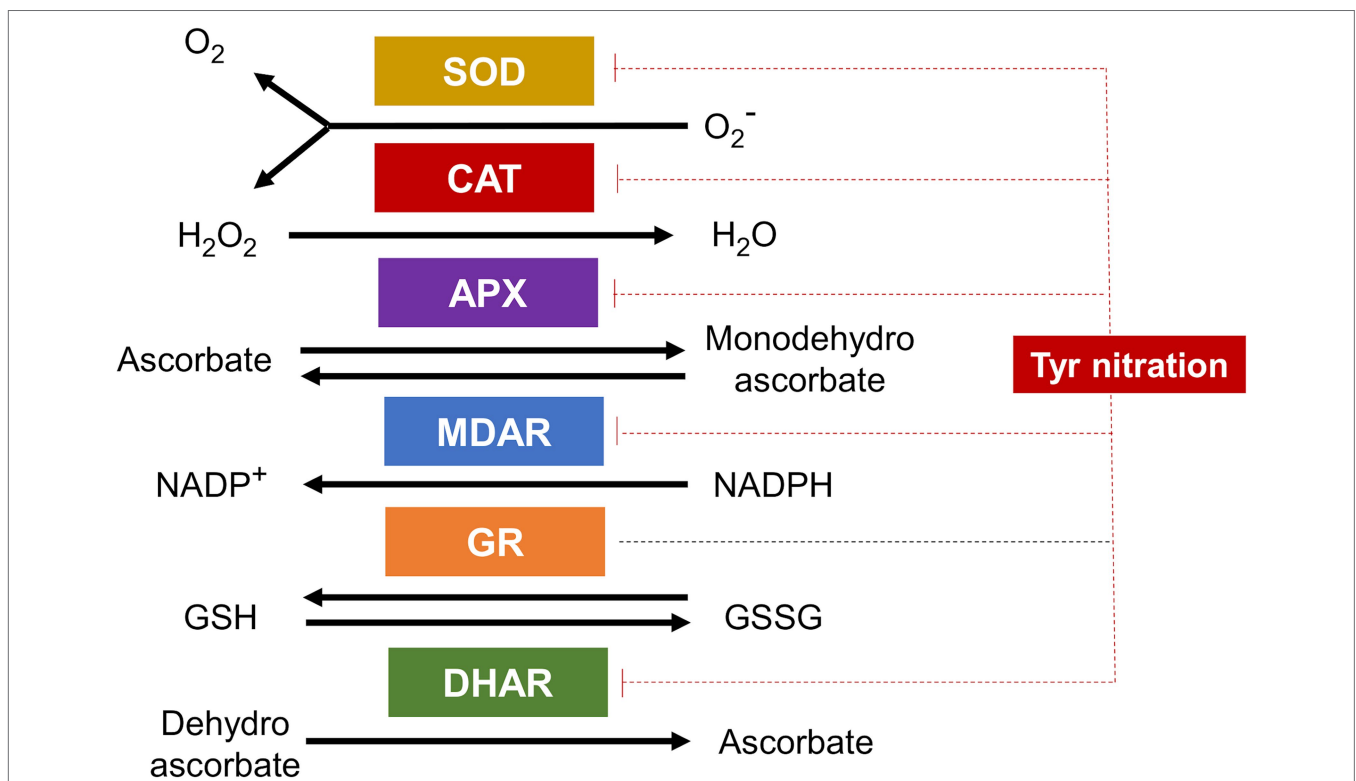 O₂
SOD
O₂⁻
CAT
H₂O₂
H₂O
APX
Ascorbate
Monodehydro
ascorbate
Tyr nitration
MDAR
NADP⁺
NADPH
GR
GSH
GSSG
DHAR
Dehydro
ascorbate
Ascorbate